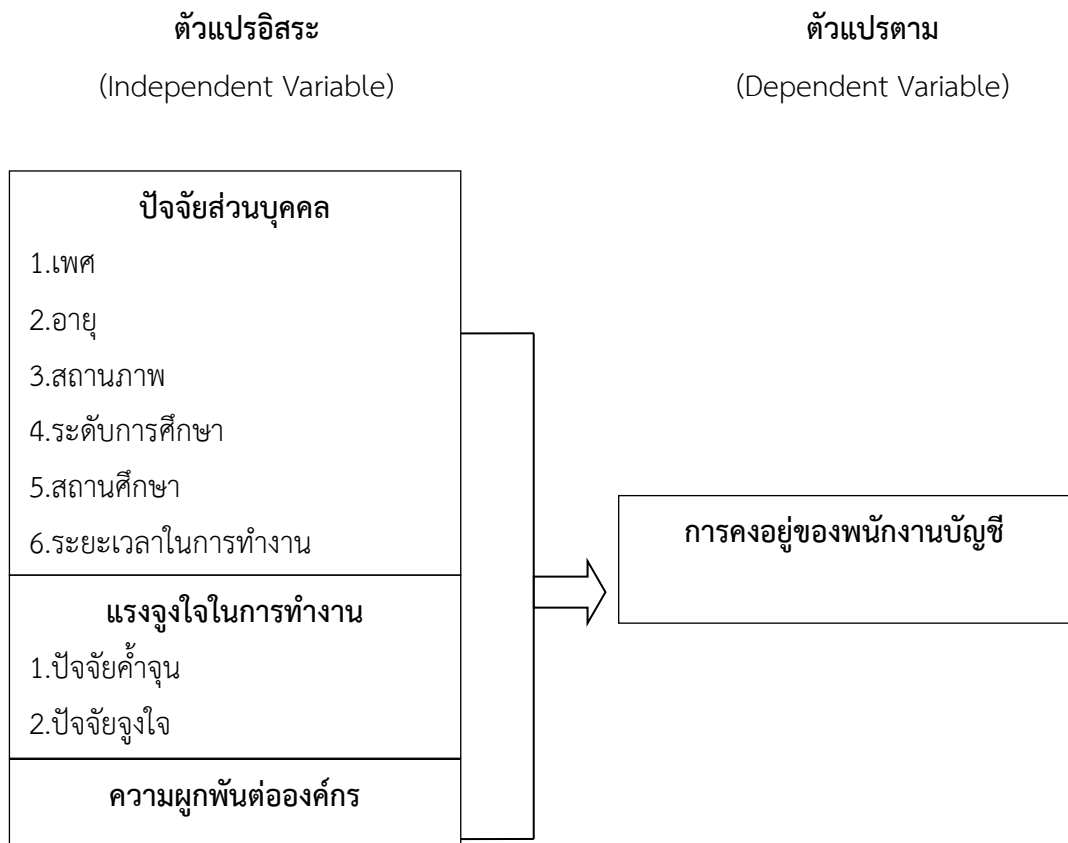 ตัวแปรอิสระ
(Independent Variable)
ตัวแปรตาม
(Dependent Variable)
ปัจจัยส่วนบุคคล
1.เพศ
2.อายุ
3.สถานภาพ
4.ระดับการศึกษา
5.สถานศึกษา
6.ระยะเวลาในการทำงาน
แรงจูงใจในการทำงาน
1.ปัจจัยค้ำจุน
2.ปัจจัยจูงใจ
ความผูกพันต่อองค์กร
การคงอยู่ของพนักงานบัญชี